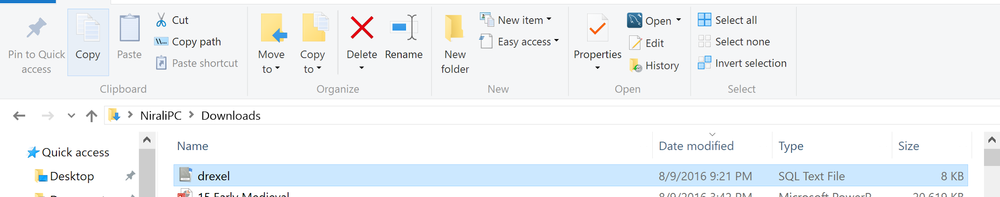 Pin to Quick access
Copy
Paste
Cut
\\...
Copy path
Paste shortcut
Clipboard
Move to
Copy to
Delete
Rename
Organize
New folder
New item
Easy access
New
Properties
Open
Edit
History
Open
Select all
Select none
Invert selection
Select
NiraliPC
Downloads
Quick access
Desktop
Name
Date modified
Type
Size
drexel
8/9/2016 9:21 PM
SQL Text File
8 KB
15 Early Medieval
8/9/2016 3:42 PM
Microsoft PowerP
20,619 KB